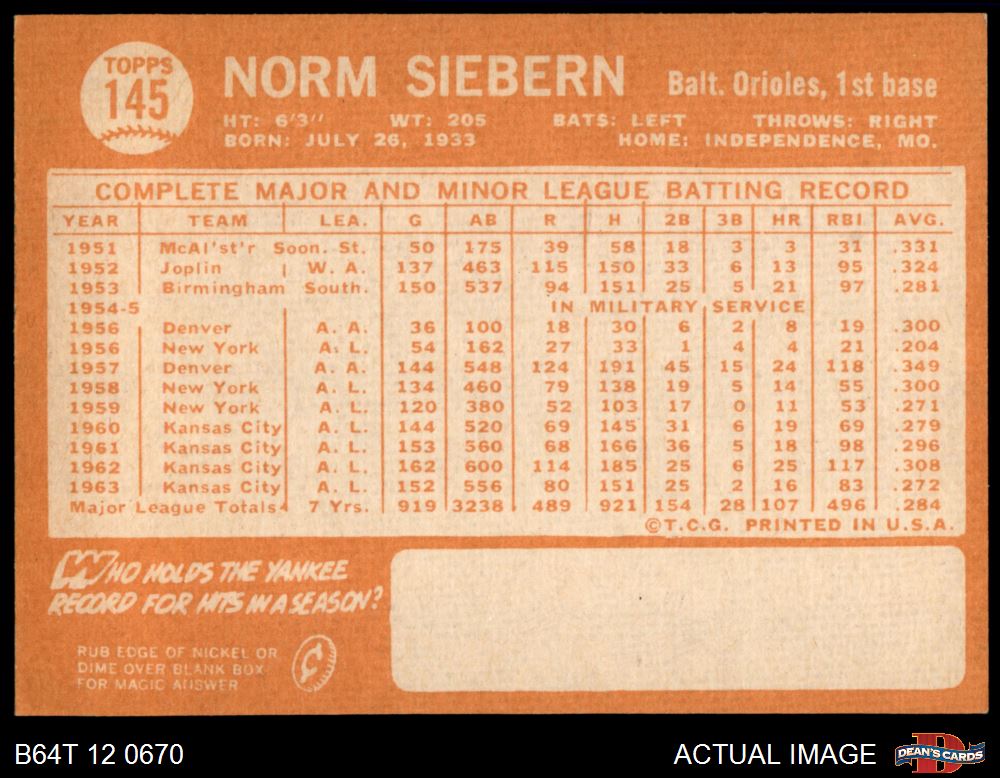 TOPPS
145
NORM SIEBERN Balt. Orioles, 1st base
HT: 6'3" WT: 205 BATS: LEFT THROWS: RIGHT
BORN: JULY 26, 1933 HOME: INDEPENDENCE, MO.
COMPLETE MAJOR AND MINOR LEAGUE BATTING RECORD
YEAR TEAM LEA. G AB R H 2B 3B HR RBI AVG.
1951 McAl'st'r Soon. St. 50 175 39 58 18 3 3 31 .331
1952 Joplin W. A. 137 463 115 150 33 6 13 95 .324
1953 Birmingham South. 150 537 94 151 25 5 21 97 .281
1954-5 IN MILITARY SERVICE
1956 Denver A. A. 36 100 18 30 6 2 8 19 .300
1956 New York A. L. 54 162 27 33 1 4 4 21 .204
1957 Denver A. A. 144 548 124 191 45 15 24 118 .349
1958 New York A. L. 134 460 79 138 19 5 14 55 .300
1959 New York A. L. 120 380 52 103 17 0 11 53 .271
1960 Kansas City A. L. 144 520 69 145 31 6 19 69 .279
1961 Kansas City A. L. 153 560 68 166 36 5 18 98 .296
1962 Kansas City A. L. 162 600 114 185 25 6 25 117 .308
1963 Kansas City A. L. 152 556 80 151 25 2 16 83 .272
Major League Totals 7 Yrs. 919 3238 489 921 154 28 107 496 .284
©T.C.G. PRINTED IN U.S.A.
WHO HOLDS THE YANKEE
RECORD FOR HITS IN A SEASON?
RUB EDGE OF NICKEL OR
DIME OVER BLANK BOX
FOR MAGIC ANSWER
B64T 12 0670 ACTUAL IMAGE DEAN'S CARDS